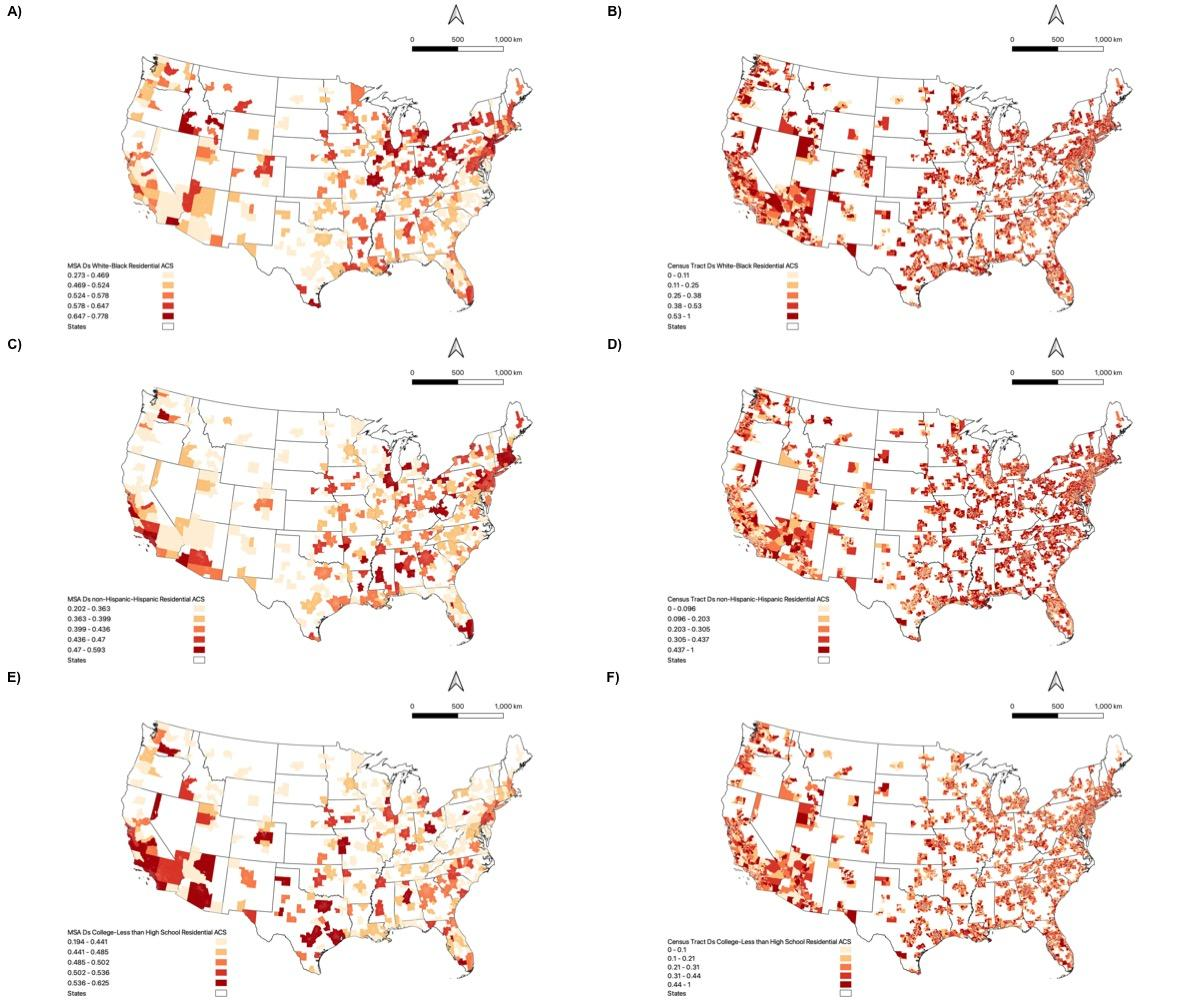 A)
0 500 1,000 km
MSA Ds White-Black Residential ACS
0.273 - 0.469
0.469 - 0.524
0.524 - 0.578
0.578 - 0.647
0.647 - 0.778
States
B)
0 500 1,000 km
Census Tract Ds White-Black Residential ACS
0 - 0.11
0.11 - 0.25
0.25 - 0.38
0.38 - 0.53
0.53 - 1
States
C)
0 500 1,000 km
MSA Ds non-Hispanic-Hispanic Residential ACS
0.202 - 0.363
0.363 - 0.399
0.399 - 0.436
0.436 - 0.47
0.47 - 0.593
States
D)
0 500 1,000 km
Census Tract Ds non-Hispanic-Hispanic Residential ACS
0 - 0.096
0.096 - 0.203
0.203 - 0.305
0.305 - 0.437
0.437 - 1
States
E)
0 500 1,000 km
MSA Ds College-Less than High School Residential ACS
0.194 - 0.441
0.441 - 0.485
0.485 - 0.502
0.502 - 0.536
0.536 - 0.625
States
F)
0 500 1,000 km
Census Tract Ds College-Less than High School Residential ACS
0 - 0.1
0.1 - 0.21
0.21 - 0.31
0.31 - 0.44
0.44 - 1
States